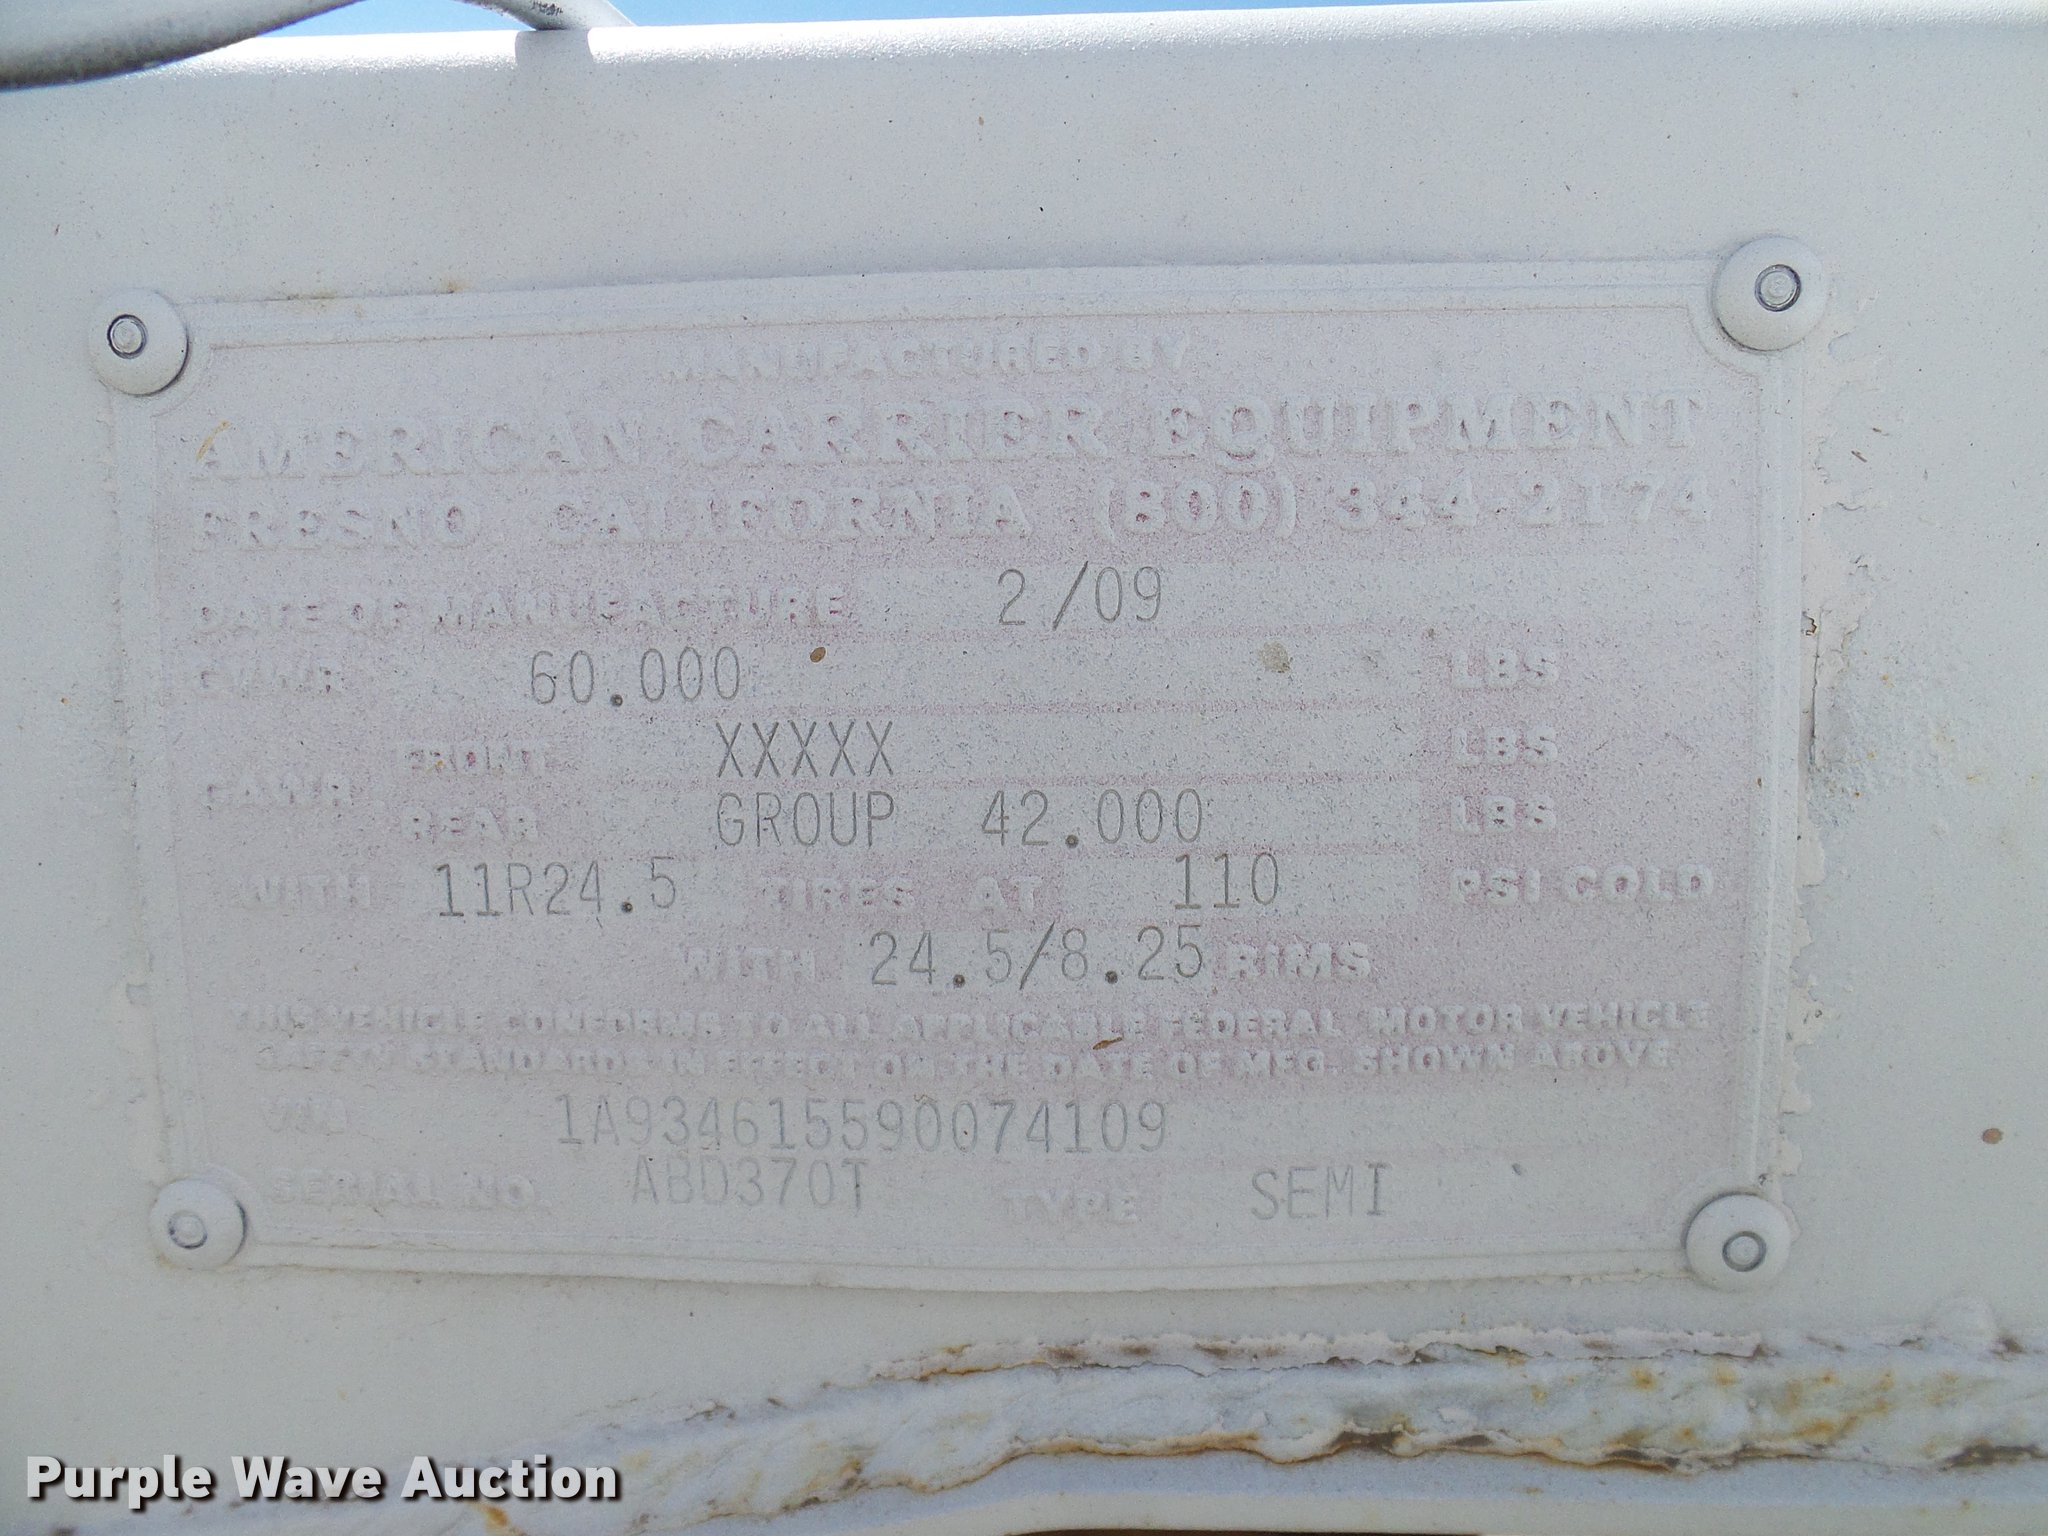 MANUFACTURED BY
AMERICAN CARRIER EQUIPMENT
FRESNO CALIFORNIA (800) 344-2174
DATE OF MANUFACTURE 2/09
GVWR 60.000 LBS
FRONT XXXXX LBS
GAWR
REAR GROUP 42.000 LBS
WITH 11R24.5 TIRES AT 110 PSI COLD
WITH 24.5/8.25 RIMS
THIS VEHICLE CONFORMS TO ALL APPLICABLE FEDERAL MOTOR VEHICLE
SAFETY STANDARDS IN EFFECT ON THE DATE OF MFG. SHOWN ABOVE
VIN 1A934615590074109
SERIAL NO. ABD370T TYPE SEMI
Purple Wave Auction